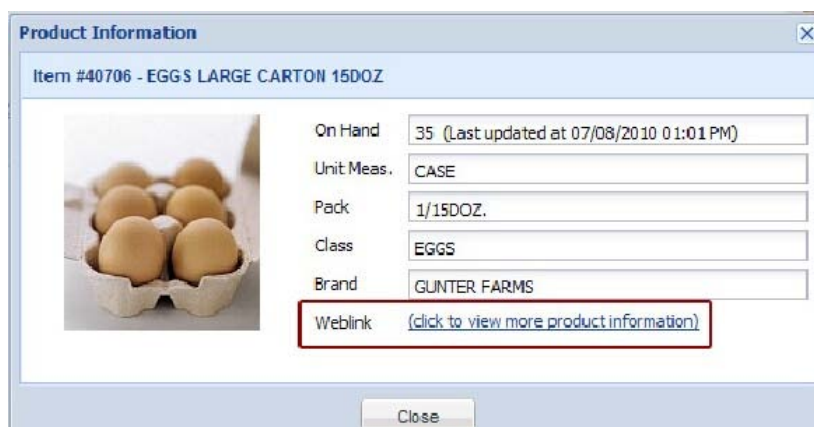 Product Information
Item #40706 - EGGS LARGE CARTON 15DOZ
On Hand 35 (Last updated at 07/08/2010 01:01 PM)
Unit Meas. CASE
Pack 1/15DOZ.
Class EGGS
Brand GUNTER FARMS
Weblink (click to view more product information)
Close